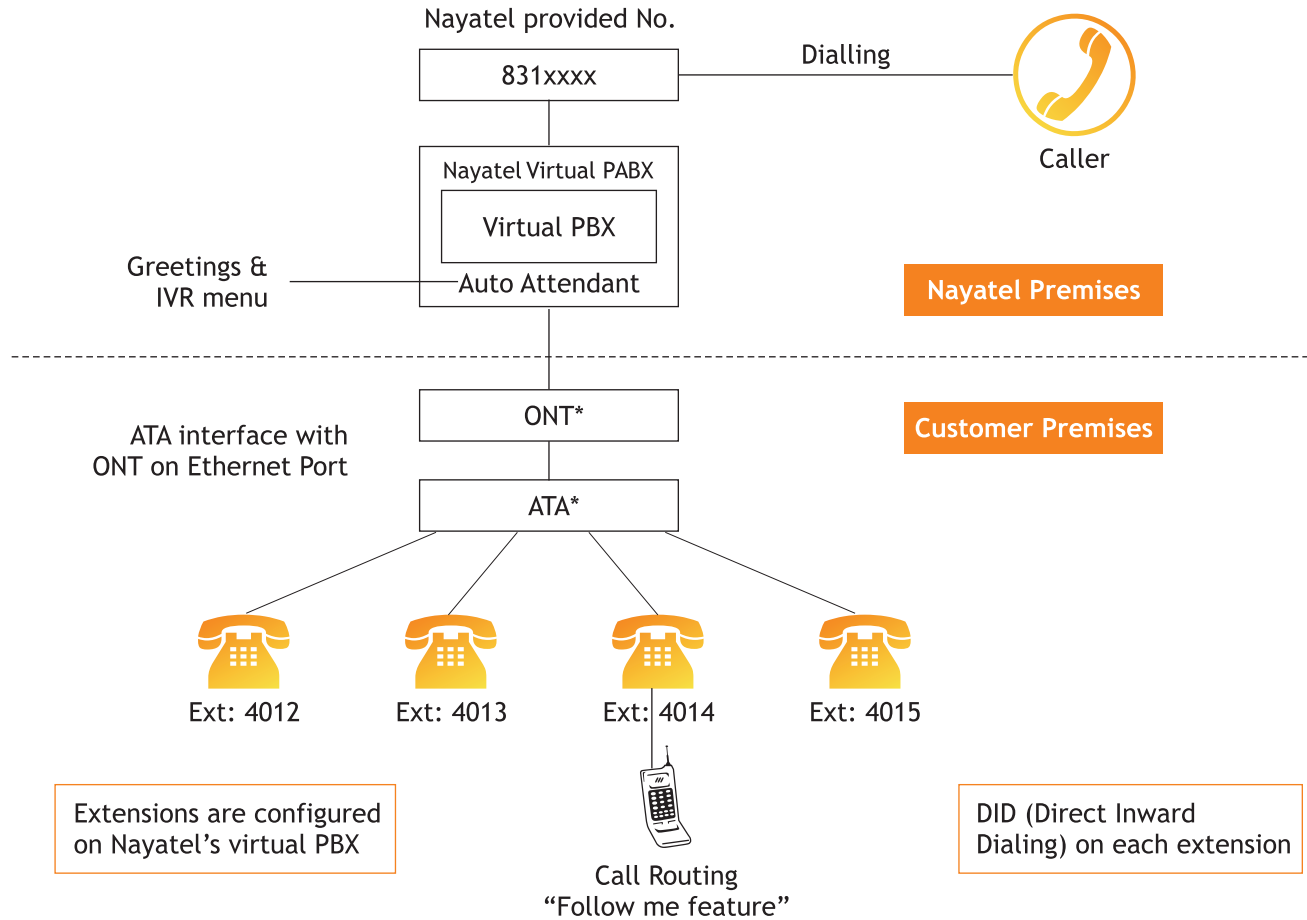 Nayatel provided No.
831xxxx
Dialling
Caller
Nayatel Virtual PABX
Virtual PBX
Auto Attendant
Greetings &
IVR menu
Nayatel Premises
ONT*
Customer Premises
ATA interface with
ONT on Ethernet Port
ATA*
Ext: 4012
Ext: 4013
Ext: 4014
Ext: 4015
Extensions are configured
on Nayatel’s virtual PBX
DID (Direct Inward
Dialing) on each extension
Call Routing
“Follow me feature”